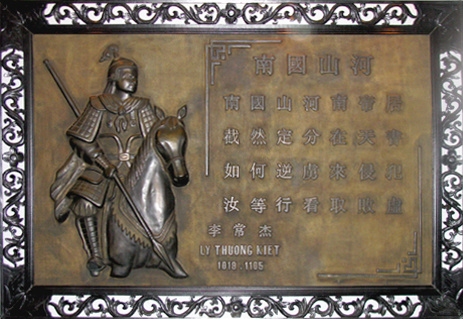 南國山河
南國山河南帝居
截然定分在天書
如何逆虜來侵犯
汝等行看取敗虛
李常杰
LY THUONG KIET
1019 - 1105